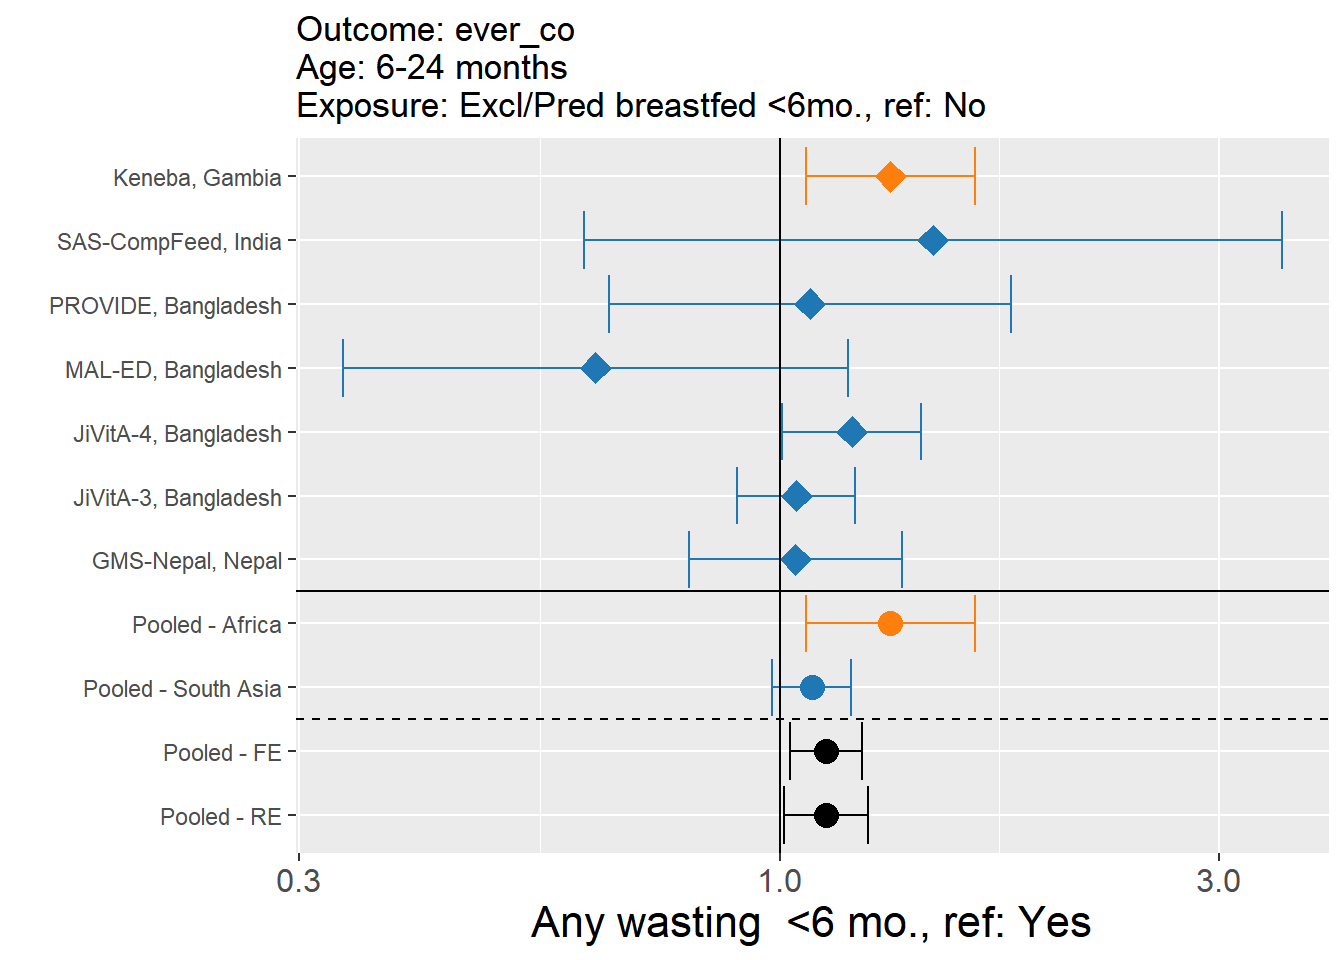 Outcome: ever_co
Age: 6-24 months
Exposure: Excl/Pred breastfed <6mo., ref: No
Keneba, Gambia
SAS-CompFeed, India
PROVIDE, Bangladesh
MAL-ED, Bangladesh
JiVitA-4, Bangladesh
JiVitA-3, Bangladesh
GMS-Nepal, Nepal
Pooled - Africa
Pooled - South Asia
Pooled - FE
Pooled - RE
0.3 1.0 3.0
Any wasting  <6 mo., ref: Yes